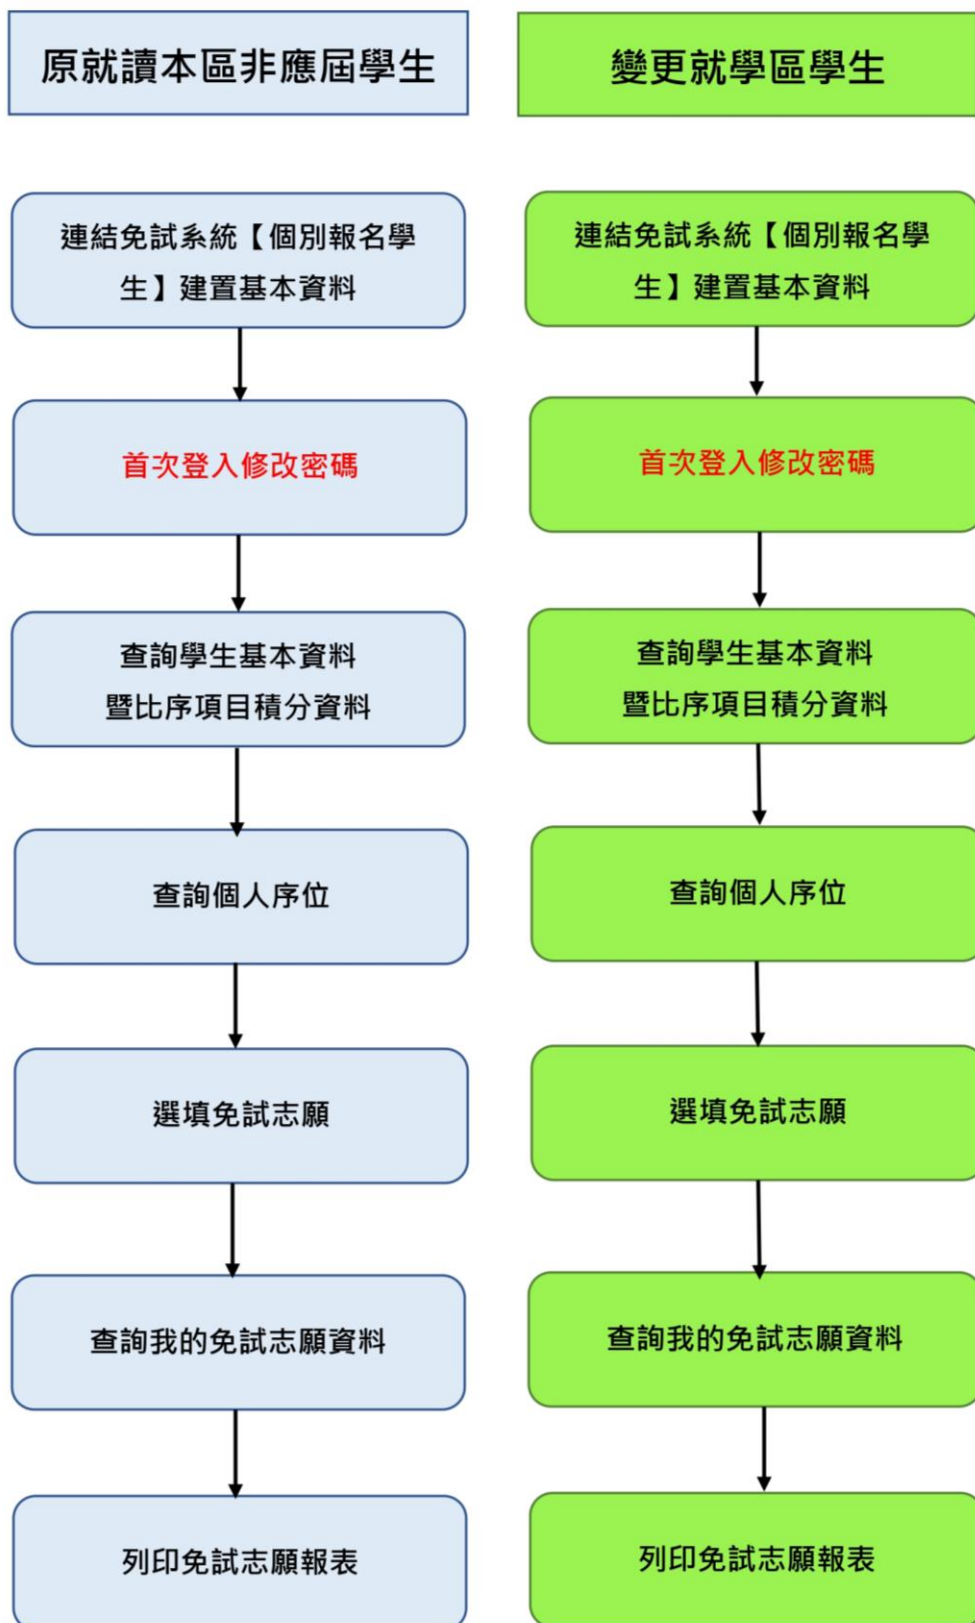 原就讀本區非應屆學生
連結免試系統【個別報名學
生】建置基本資料
首次登入修改密碼
查詢學生基本資料
暨比序項目積分資料
查詢個人序位
選填免試志願
查詢我的免試志願資料
列印免試志願報表
變更就學區學生
連結免試系統【個別報名學
生】建置基本資料
首次登入修改密碼
查詢學生基本資料
暨比序項目積分資料
查詢個人序位
選填免試志願
查詢我的免試志願資料
列印免試志願報表